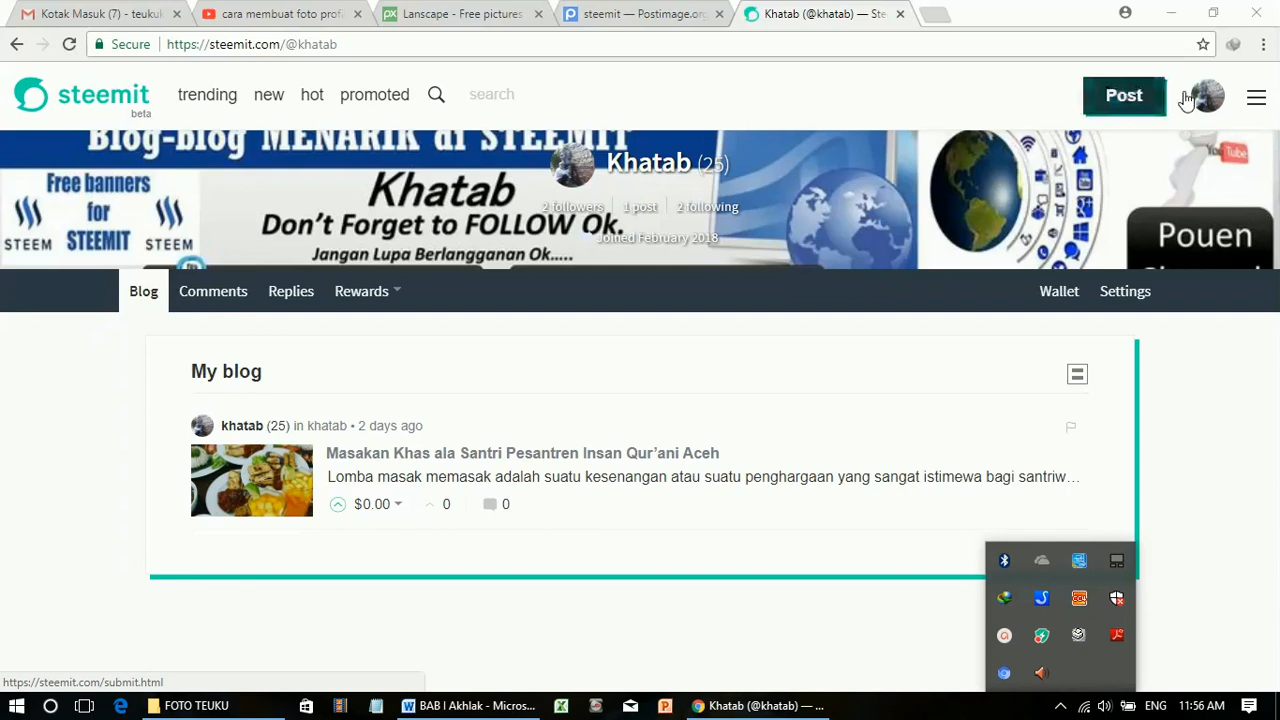 Kotak Masuk (7) - teukuk
cara membuat foto profi
Lanscape - Free pictures
steemit — Postimage.org
Khatab (@khatab) — Ste
Secure
https://steemit.com/@khatab
steemit
beta
trending
new
hot
promoted
search
Post
Blog-blog MENARIK di STEEMIT
Free banners
for
STEEM STEEMIT STEEM
Khatab
Don't Forget to FOLLOW Ok.
Jangan Lupa Berlangganan Ok.....
Khatab (25)
2 followers
1 post
2 following
Joined February 2018
You Tube
Pouen
Blog
Comments
Replies
Rewards
Wallet
Settings
My blog
khatab (25) in khatab • 2 days ago
Masakan Khas ala Santri Pesantren Insan Qur’ani Aceh
Lomba masak memasak adalah suatu kesenangan atau suatu penghargaan yang sangat istimewa bagi santriw…
$0.00
0
0
https://steemit.com/submit.html
FOTO TEUKU
BAB I Akhlak - Micros...
Khatab (@khatab) — ...
ENG
11:56 AM